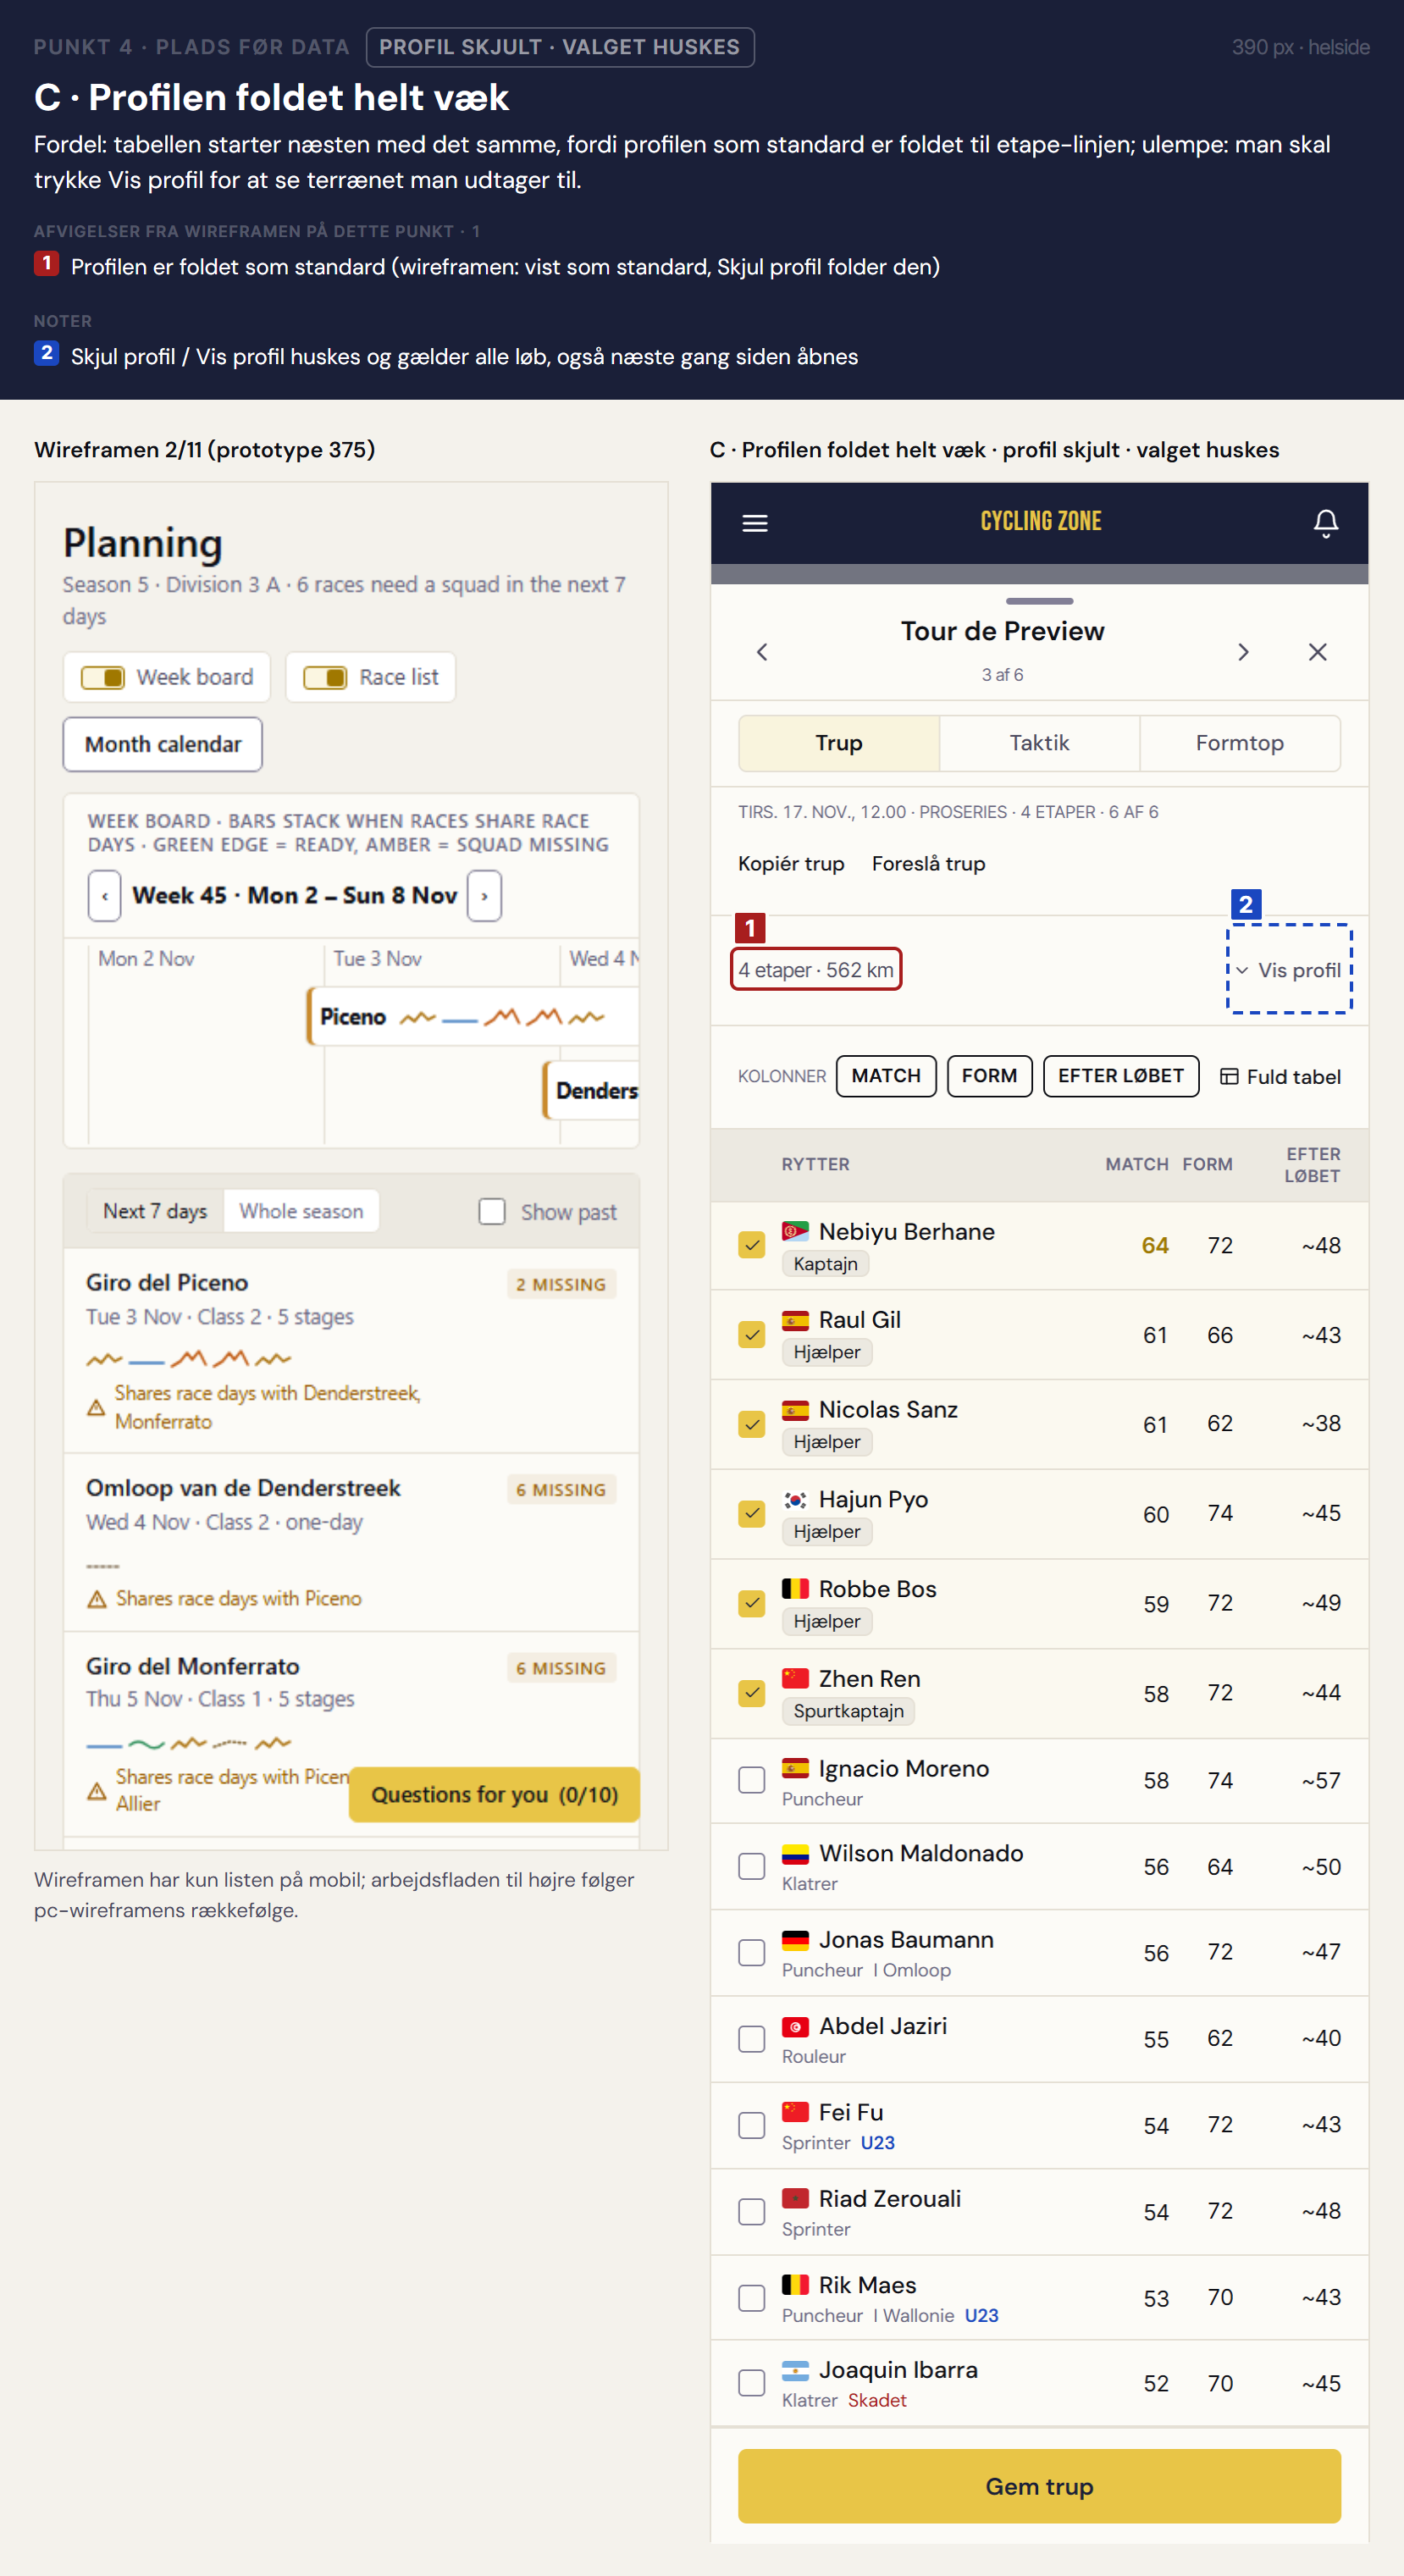 PUNKT 4 · PLADS FØR DATA
PROFIL SKJULT · VALGET HUSKES
390 px · helside
C · Profilen foldet helt væk
Fordel: tabellen starter næsten med det samme, fordi profilen som standard er foldet til etape-linjen; ulempe: man skal
trykke Vis profil for at se terrænet man udtager til.
AFVIGELSER FRA WIREFRAMEN PÅ DETTE PUNKT · 1
1 Profilen er foldet som standard (wireframen: vist som standard, Skjul profil folder den)
NOTER
2 Skjul profil / Vis profil huskes og gælder alle løb, også næste gang siden åbnes
Wireframen 2/11 (prototype 375)
Planning
Season 5 · Division 3 A · 6 races need a squad in the next 7
days
Week board
Race list
Month calendar
WEEK BOARD · BARS STACK WHEN RACES SHARE RACE
DAYS · GREEN EDGE = READY, AMBER = SQUAD MISSING
‹ Week 45 · Mon 2 – Sun 8 Nov ›
Mon 2 Nov Tue 3 Nov Wed 4 N
Piceno
Denders
Next 7 days Whole season Show past
Giro del Piceno 2 MISSING
Tue 3 Nov · Class 2 · 5 stages
Shares race days with Denderstreek,
Monferrato
Omloop van de Denderstreek 6 MISSING
Wed 4 Nov · Class 2 · one-day
Shares race days with Piceno
Giro del Monferrato 6 MISSING
Thu 5 Nov · Class 1 · 5 stages
Shares race days with Picen
Allier
Questions for you (0/10)
Wireframen har kun listen på mobil; arbejdsfladen til højre følger
pc-wireframens rækkefølge.
C · Profilen foldet helt væk · profil skjult · valget huskes
CYCLING ZONE
Tour de Preview
3 af 6
Trup Taktik Formtop
TIRS. 17. NOV., 12.00 · PROSERIES · 4 ETAPER · 6 AF 6
Kopiér trup Foreslå trup
1
2
4 etaper · 562 km
Vis profil
KOLONNER MATCH FORM EFTER LØBET Fuld tabel
RYTTER MATCH FORM EFTER
LØBET
Nebiyu Berhane 64 72 ~48
Kaptajn
Raul Gil 61 66 ~43
Hjælper
Nicolas Sanz 61 62 ~38
Hjælper
Hajun Pyo 60 74 ~45
Hjælper
Robbe Bos 59 72 ~49
Hjælper
Zhen Ren 58 72 ~44
Spurtkaptajn
Ignacio Moreno 58 74 ~57
Puncheur
Wilson Maldonado 56 64 ~50
Klatrer
Jonas Baumann 56 72 ~47
Puncheur I Omloop
Abdel Jaziri 55 62 ~40
Rouleur
Fei Fu 54 72 ~43
Sprinter U23
Riad Zerouali 54 72 ~48
Sprinter
Rik Maes 53 70 ~43
Puncheur I Wallonie U23
Joaquin Ibarra 52 70 ~45
Klatrer Skadet
Gem trup